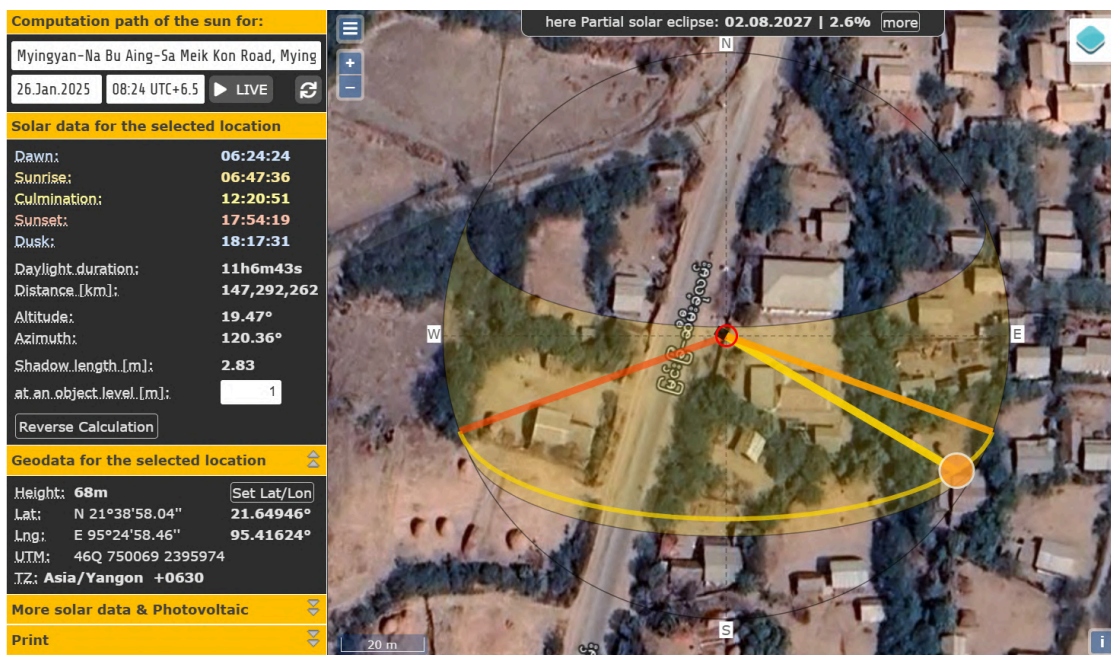 Computation path of the sun for:
Myingyan-Na Bu Aing-Sa Meik Kon Road, Mying
26.Jan.2025 08:24 UTC+6.5 LIVE
Solar data for the selected location
Dawn: 06:24:24
Sunrise: 06:47:36
Culmination: 12:20:51
Sunset: 17:54:19
Dusk: 18:17:31
Daylight duration: 11h6m43s
Distance [km]: 147,292,262
Altitude: 19.47°
Azimuth: 120.36°
Shadow length [m]: 2.83
at an object level [m]: 1
Reverse Calculation
Geodata for the selected location
Height: 68m Set Lat/Lon
Lat: N 21°38'58.04'' 21.64946°
Lng: E 95°24'58.46'' 95.41624°
UTM: 46Q 750069 2395974
TZ: Asia/Yangon +0630
More solar data & Photovoltaic
Print
here Partial solar eclipse: 02.08.2027 | 2.6% more
+
−
N
W
E
S
20 m
i